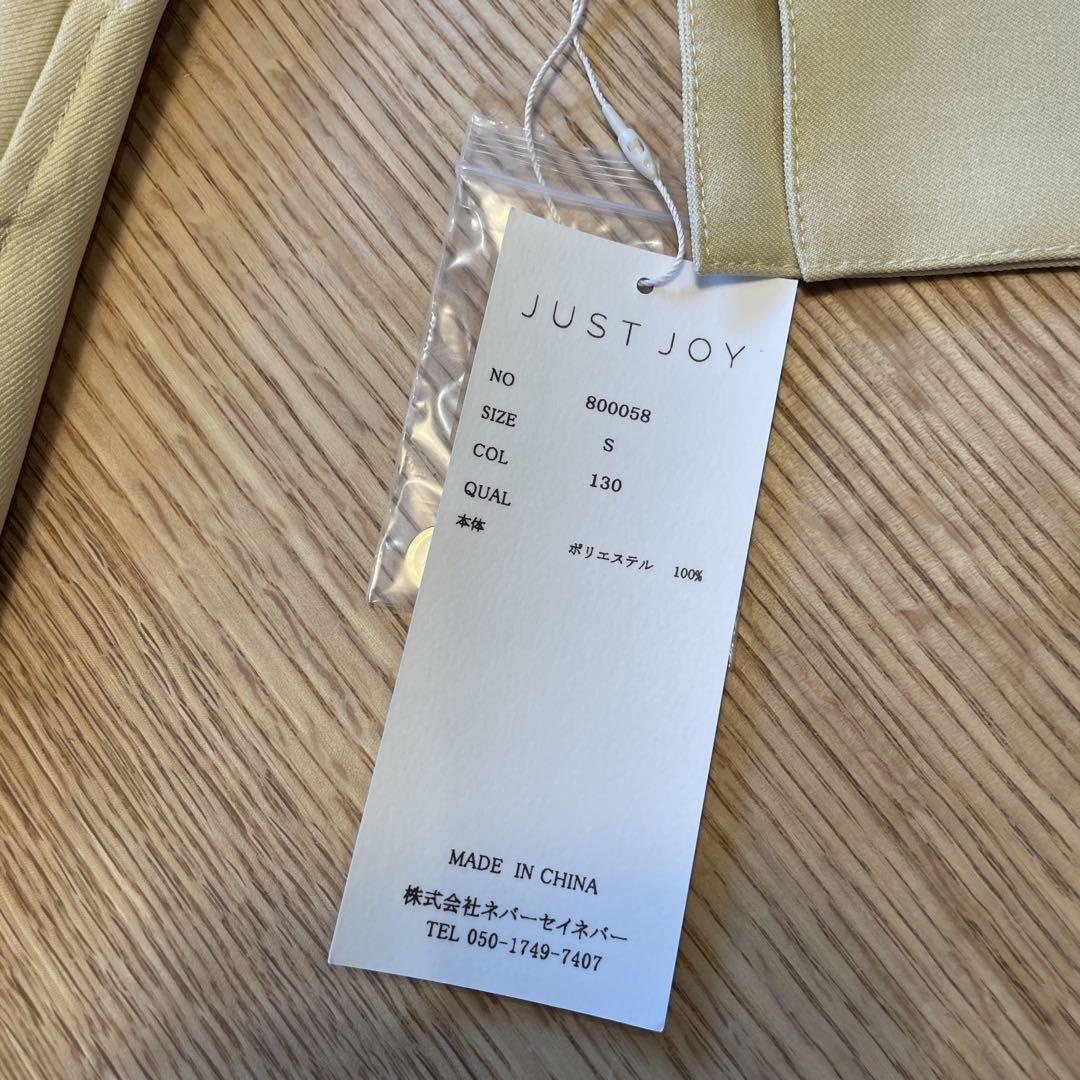 JUST JOY
NO 800058
SIZE S
COL 130
QUAL
本体
ポリエステル 100%
MADE IN CHINA
株式会社ネバーセイネバー
TEL 050-1749-7407